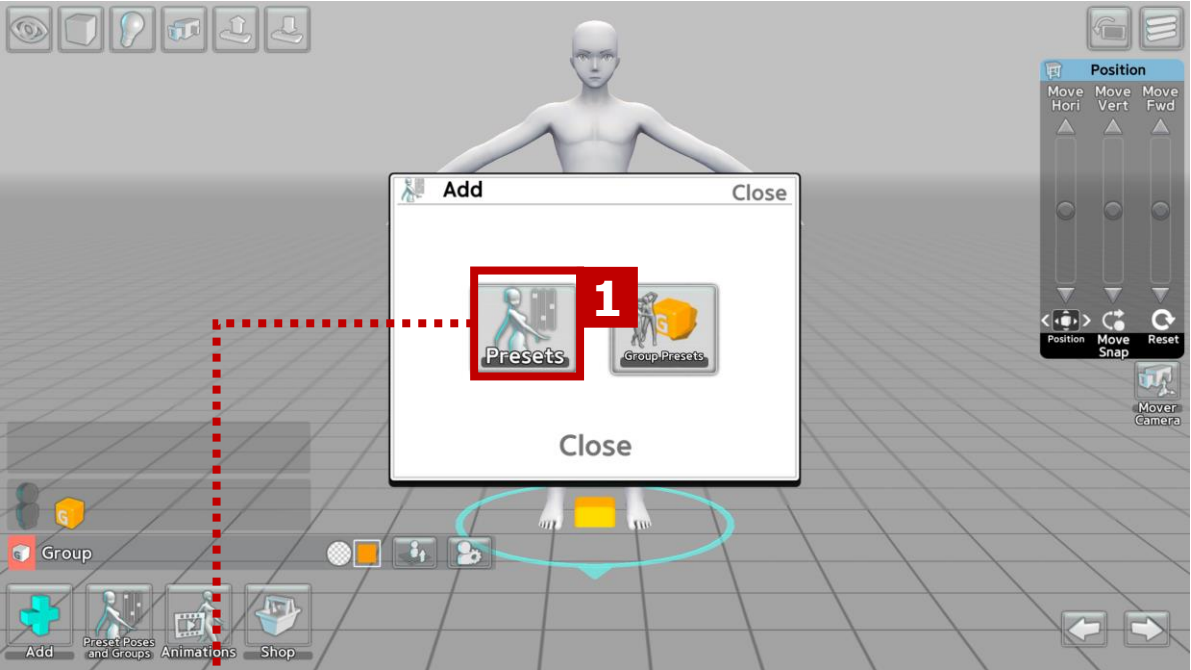 Position
Move Move Move
Hori Vert Fwd
Add
Close
1
Presets
Group Presets
Position
Move
Snap
Reset
Mover
Camera
Close
G
G
Group
Add
Preset Poses
and Groups
Animations
Shop